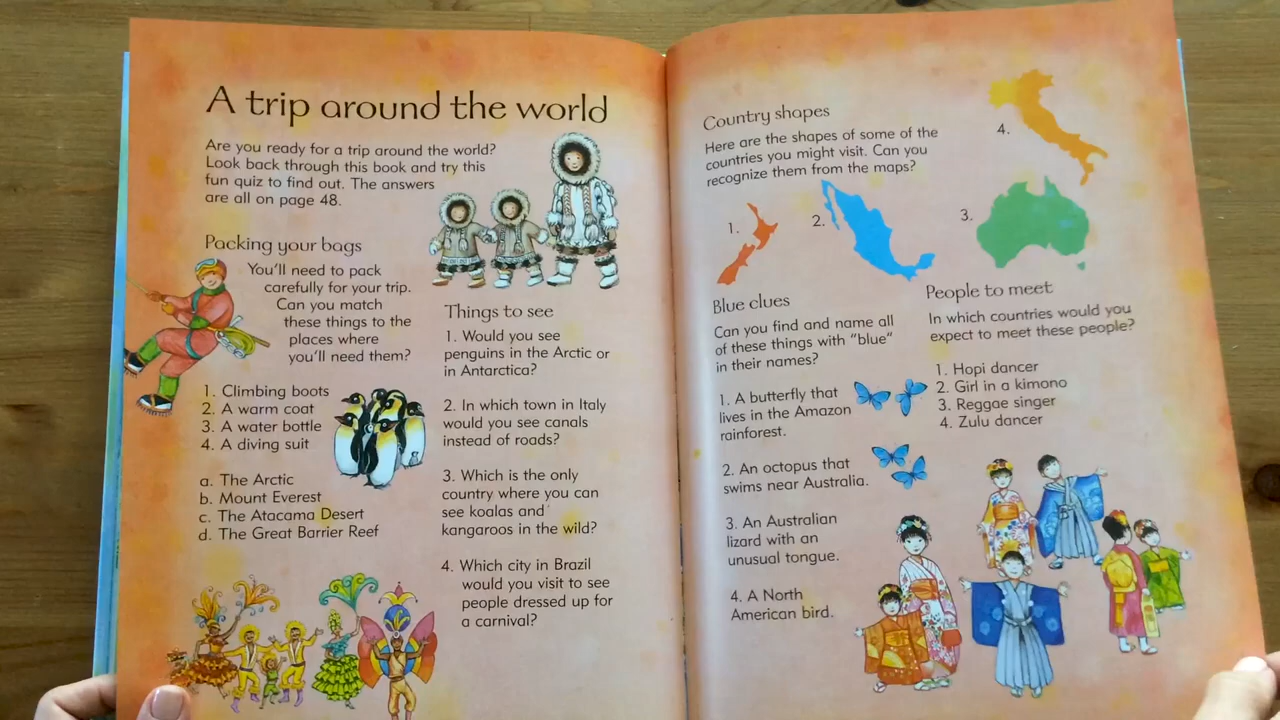 A trip around the world
Are you ready for a trip around the world?
Look back through this book and try this
fun quiz to find out. The answers
are all on page 48.
Packing your bags
You'll need to pack
carefully for your trip.
Can you match
these things to the
places where
you'll need them?
1. Climbing boots
2. A warm coat
3. A water bottle
4. A diving suit
a. The Arctic
b. Mount Everest
c. The Atacama Desert
d. The Great Barrier Reef
Things to see
1. Would you see
penguins in the Arctic or
in Antarctica?
2. In which town in Italy
would you see canals
instead of roads?
3. Which is the only
country where you can
see koalas and
kangaroos in the wild?
4. Which city in Brazil
would you visit to see
people dressed up for
a carnival?
Country shapes
Here are the shapes of some of the
countries you might visit. Can you
recognize them from the maps?
1.
2.
3.
4.
Blue clues
Can you find and name all
of these things with "blue"
in their names?
1. A butterfly that
lives in the Amazon
rainforest.
2. An octopus that
swims near Australia.
3. An Australian
lizard with an
unusual tongue.
4. A North
American bird.
People to meet
In which countries would you
expect to meet these people?
1. Hopi dancer
2. Girl in a kimono
3. Reggae singer
4. Zulu dancer